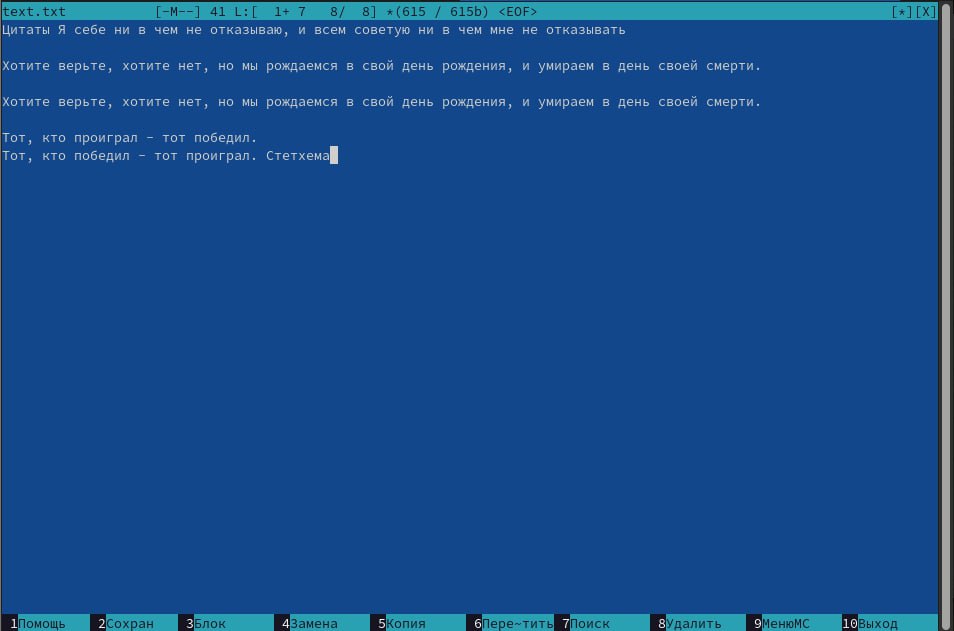 text.txt [-M--] 41 L:[ 1+ 7 8/ 8] *(615 / 615b) <EOF> [*][X]
Цитаты Я себе ни в чем не отказываю, и всем советую ни в чем мне не отказывать
Хотите верьте, хотите нет, но мы рождаемся в свой день рождения, и умираем в день своей смерти.
Хотите верьте, хотите нет, но мы рождаемся в свой день рождения, и умираем в день своей смерти.
Тот, кто проиграл – тот победил.
Тот, кто победил – тот проиграл. Стетхема
1Помощь 2Сохран 3Блок 4Замена 5Копия 6Пере~тить 7Поиск 8Удалить 9МенюMC 10Выход